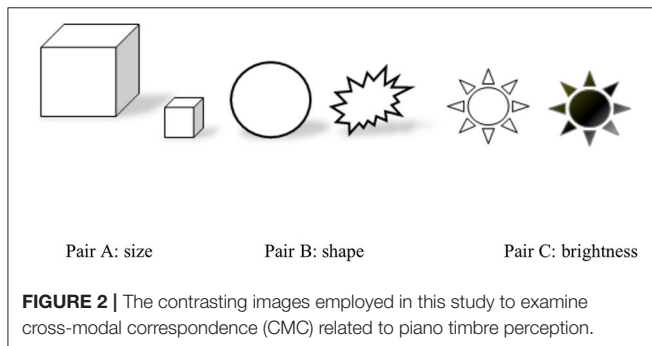 Pair A: size Pair B: shape Pair C: brightness
FIGURE 2 | The contrasting images employed in this study to examine
cross-modal correspondence (CMC) related to piano timbre perception.